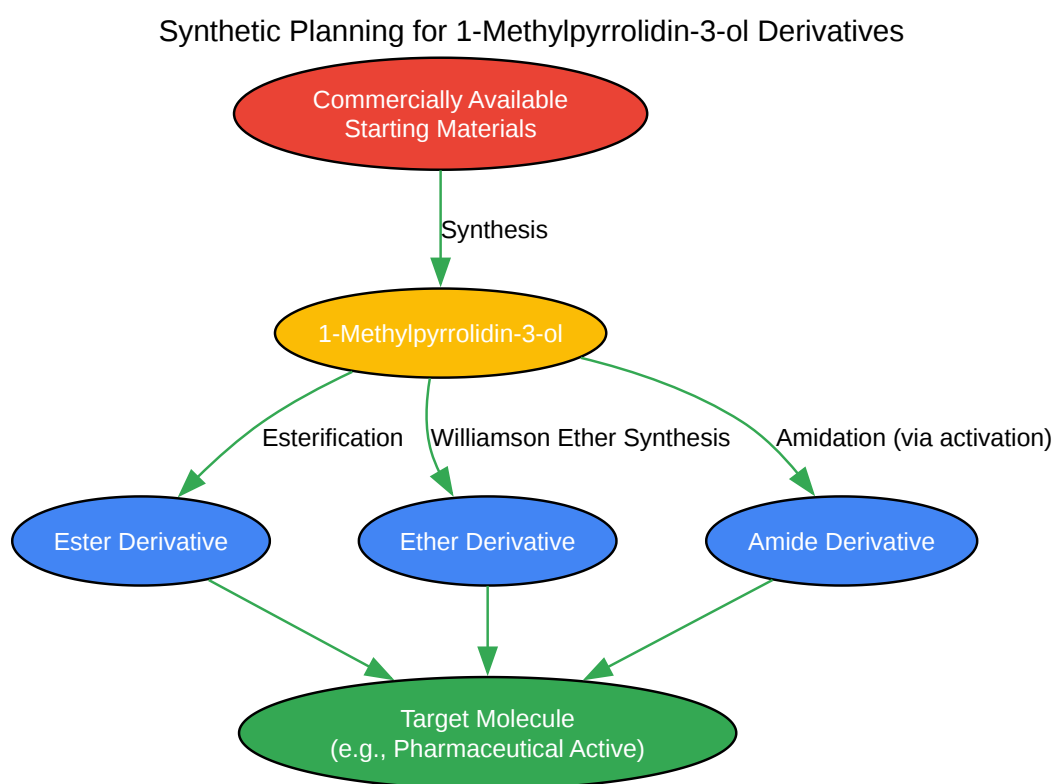 Synthetic Planning for 1-Methylpyrrolidin-3-ol Derivatives
Commercially Available
Starting Materials
Synthesis
1-Methylpyrrolidin-3-ol
Esterification
Williamson Ether Synthesis
Amidation (via activation)
Ester Derivative
Ether Derivative
Amide Derivative
Target Molecule
(e.g., Pharmaceutical Active)